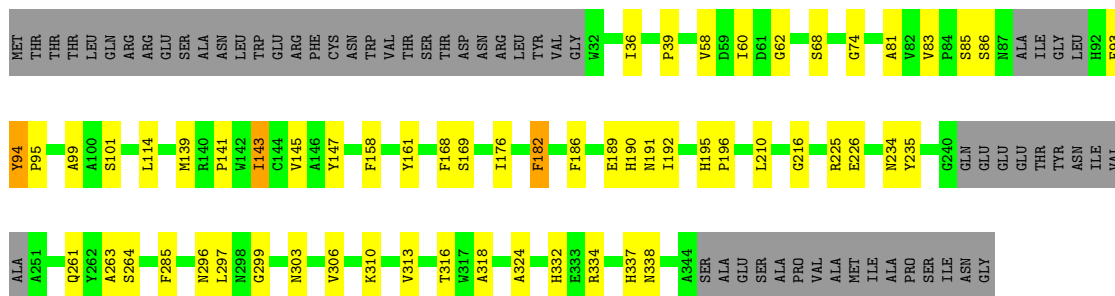 MET THR THR THR LEU GLN ARG ARG GLU SER ALA ASN LEU TRP GLU ARG PHE CYS ASN TRP VAL THR SER THR ASP ASN ARG LEU TYR VAL GLY W32 I36 P39 V58 D59 I60 D61 G62 S68 G74 A81 V82 V83 P84 S85 S86 N87 ALA ILE GLY LEU H92
Y94 P95 A99 A100 S101 L114 M139 R140 P141 W142 I143 C144 V145 A146 Y147 F158 Y161 F168 S169 I176 F182 F186 E189 H190 N191 I192 H195 P196 L210 G216 R225 E226 N234 Y235 G240 GLN GLU GLU GLU THR TYR ASN ILE VAL
ALA A251 Q261 Y262 A263 S264 F285 N296 L297 N298 G299 N303 V306 K310 V313 T316 W317 A318 A324 H332 E333 R334 H337 N338 A344 SER ALA GLU SER ALA PRO VAL ALA MET ILE ALA PRO SER ILE ASN GLY